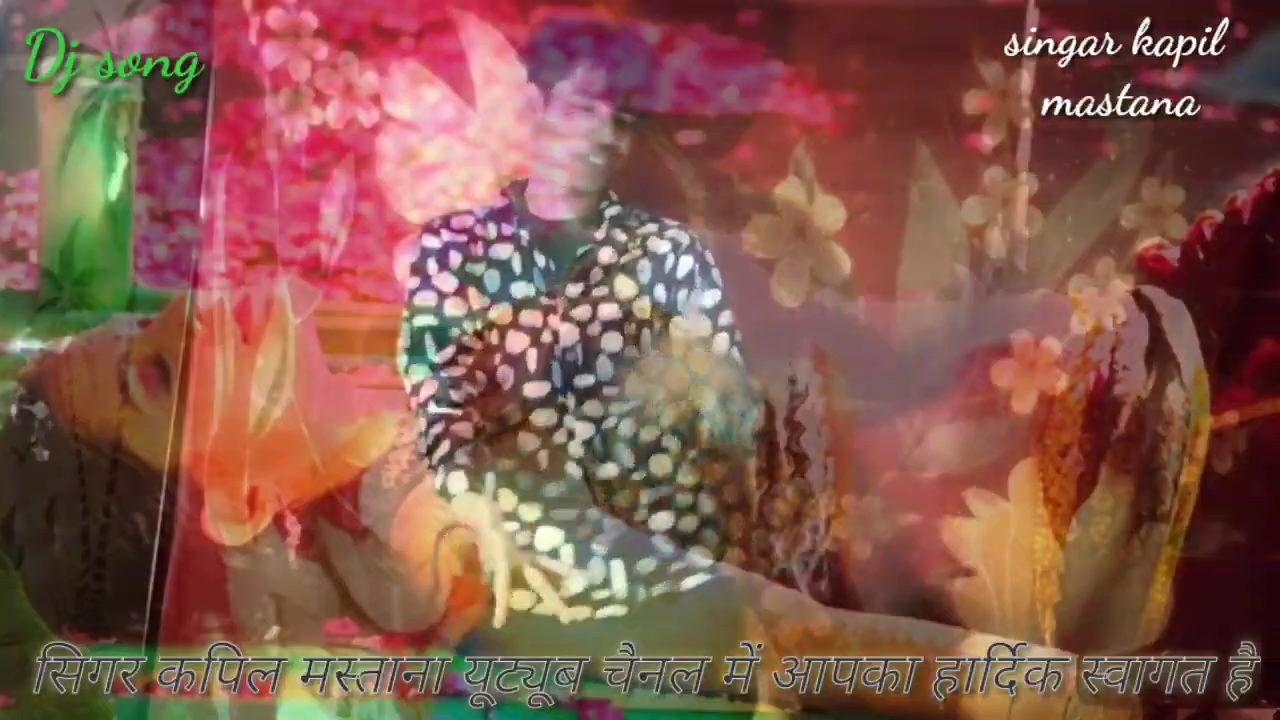 Dj song
singar kapil
mastana
सिगर कपिल मस्ताना यूट्यूब चैनल में आपका हार्दिक स्वागत है